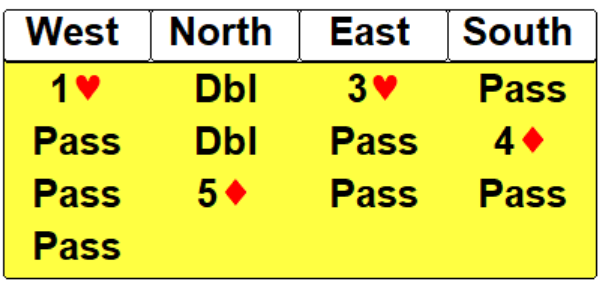 West North East South
1♥ Dbl 3♥ Pass
Pass Dbl Pass 4♦
Pass 5♦ Pass Pass
Pass